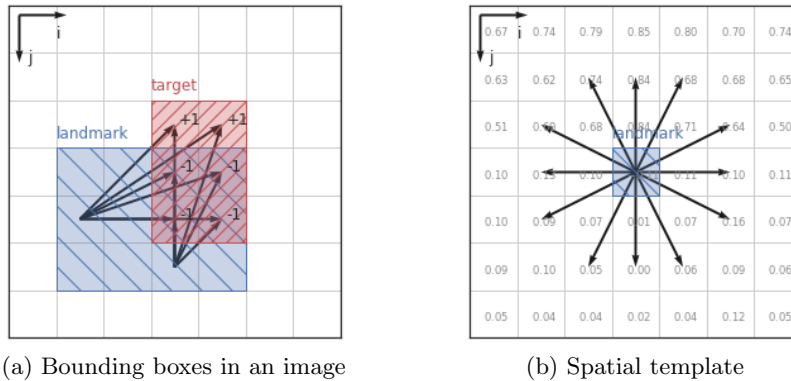 i
j
target
+1 +1
landmark
-1 -1
-1 -1
(a) Bounding boxes in an image
i
j
0.67 0.74 0.79 0.85 0.80 0.70 0.74
0.63 0.62 0.74 0.84 0.68 0.68 0.65
0.51 0.68 0.71 0.64 0.50
landmark
0.10 0.13 0.10 0.11 0.10 0.11
0.10 0.09 0.07 0.01 0.07 0.16 0.07
0.09 0.10 0.05 0.00 0.06 0.09 0.06
0.05 0.04 0.04 0.02 0.04 0.12 0.05
(b) Spatial template